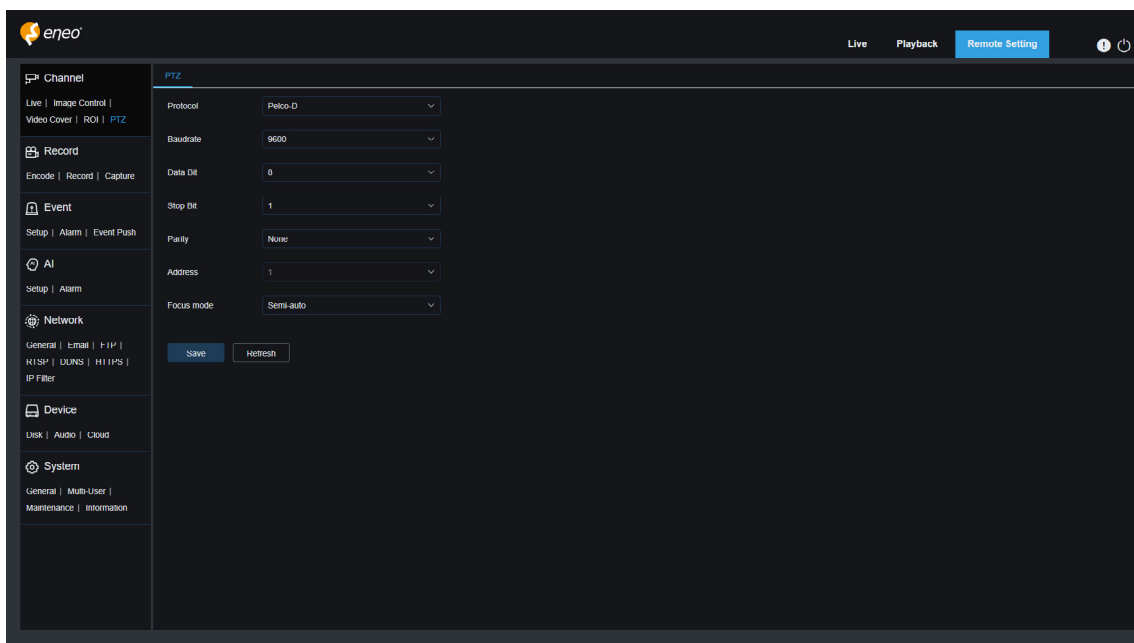 eneo
Live Playback Remote Setting
Channel
Live | Image Control |
Video Cover | ROI | PTZ
Record
Encode | Record | Capture
Event
Setup | Alarm | Event Push
AI
Setup | Alarm
Network
General | Email | FTP |
RTSP | DDNS | HTTPS |
IP Filter
Device
Disk | Audio | Cloud
System
General | Multi-User |
Maintenance | Information
PTZ
Protocol Pelco-D
Baudrate 9600
Data Bit 8
Stop Bit 1
Parity None
Address 1
Focus mode Semi-auto
Save Refresh